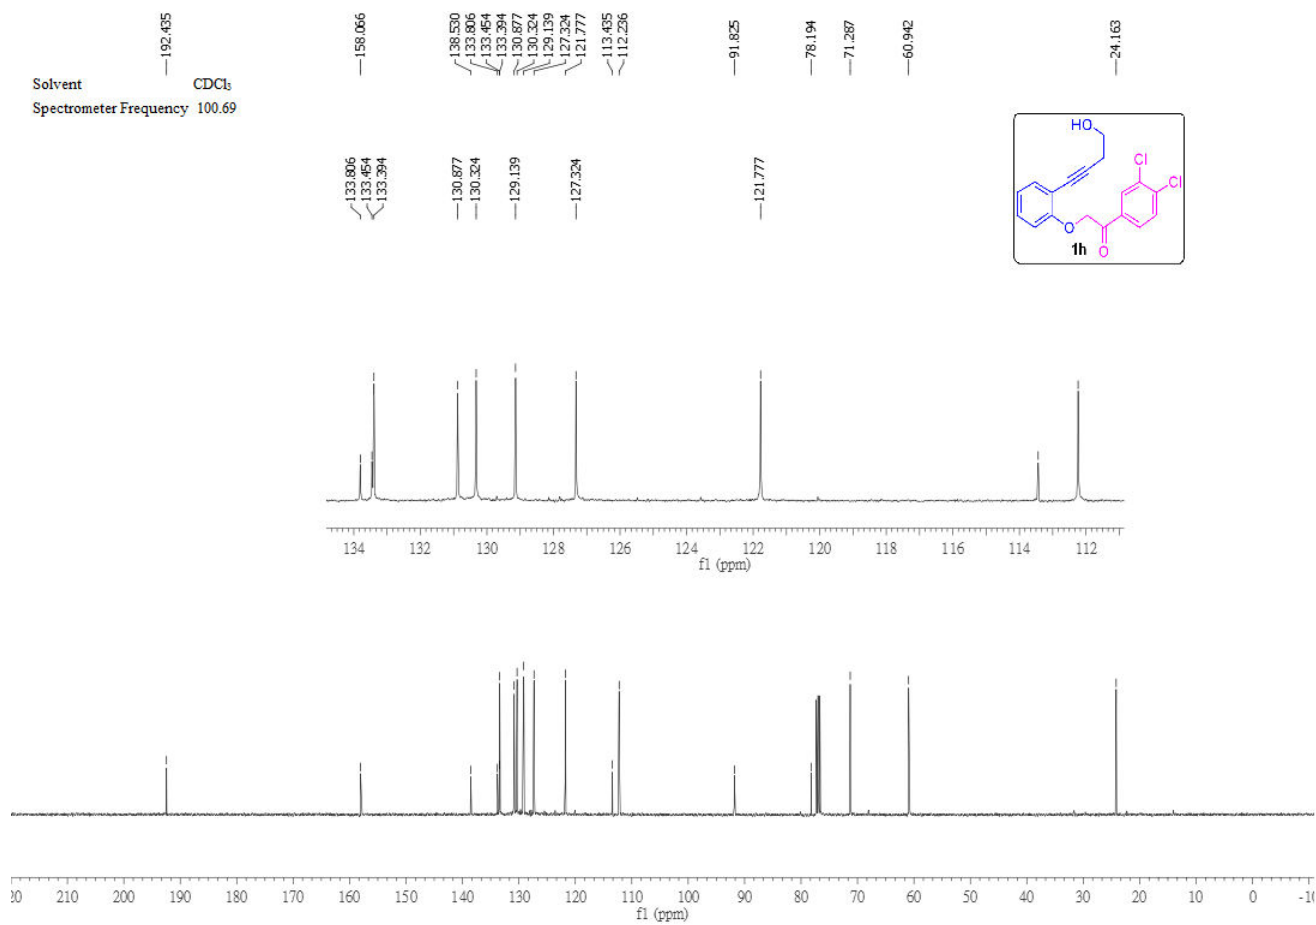 192.435
158.066
138.530
133.806
133.454
133.394
130.877
130.324
129.139
127.324
121.777
113.435
112.236
91.825
78.194
71.287
60.942
24.163
Solvent CDCl₃
Spectrometer Frequency 100.69
133.806
133.454
133.394
130.877
130.324
129.139
127.324
121.777
HO
Cl
Cl
O
O
1h
134 132 130 128 126 124 122 120 118 116 114 112
f1 (ppm)
20 210 200 190 180 170 160 150 140 130 120 110 100 90 80 70 60 50 40 30 20 10 0 -10
f1 (ppm)